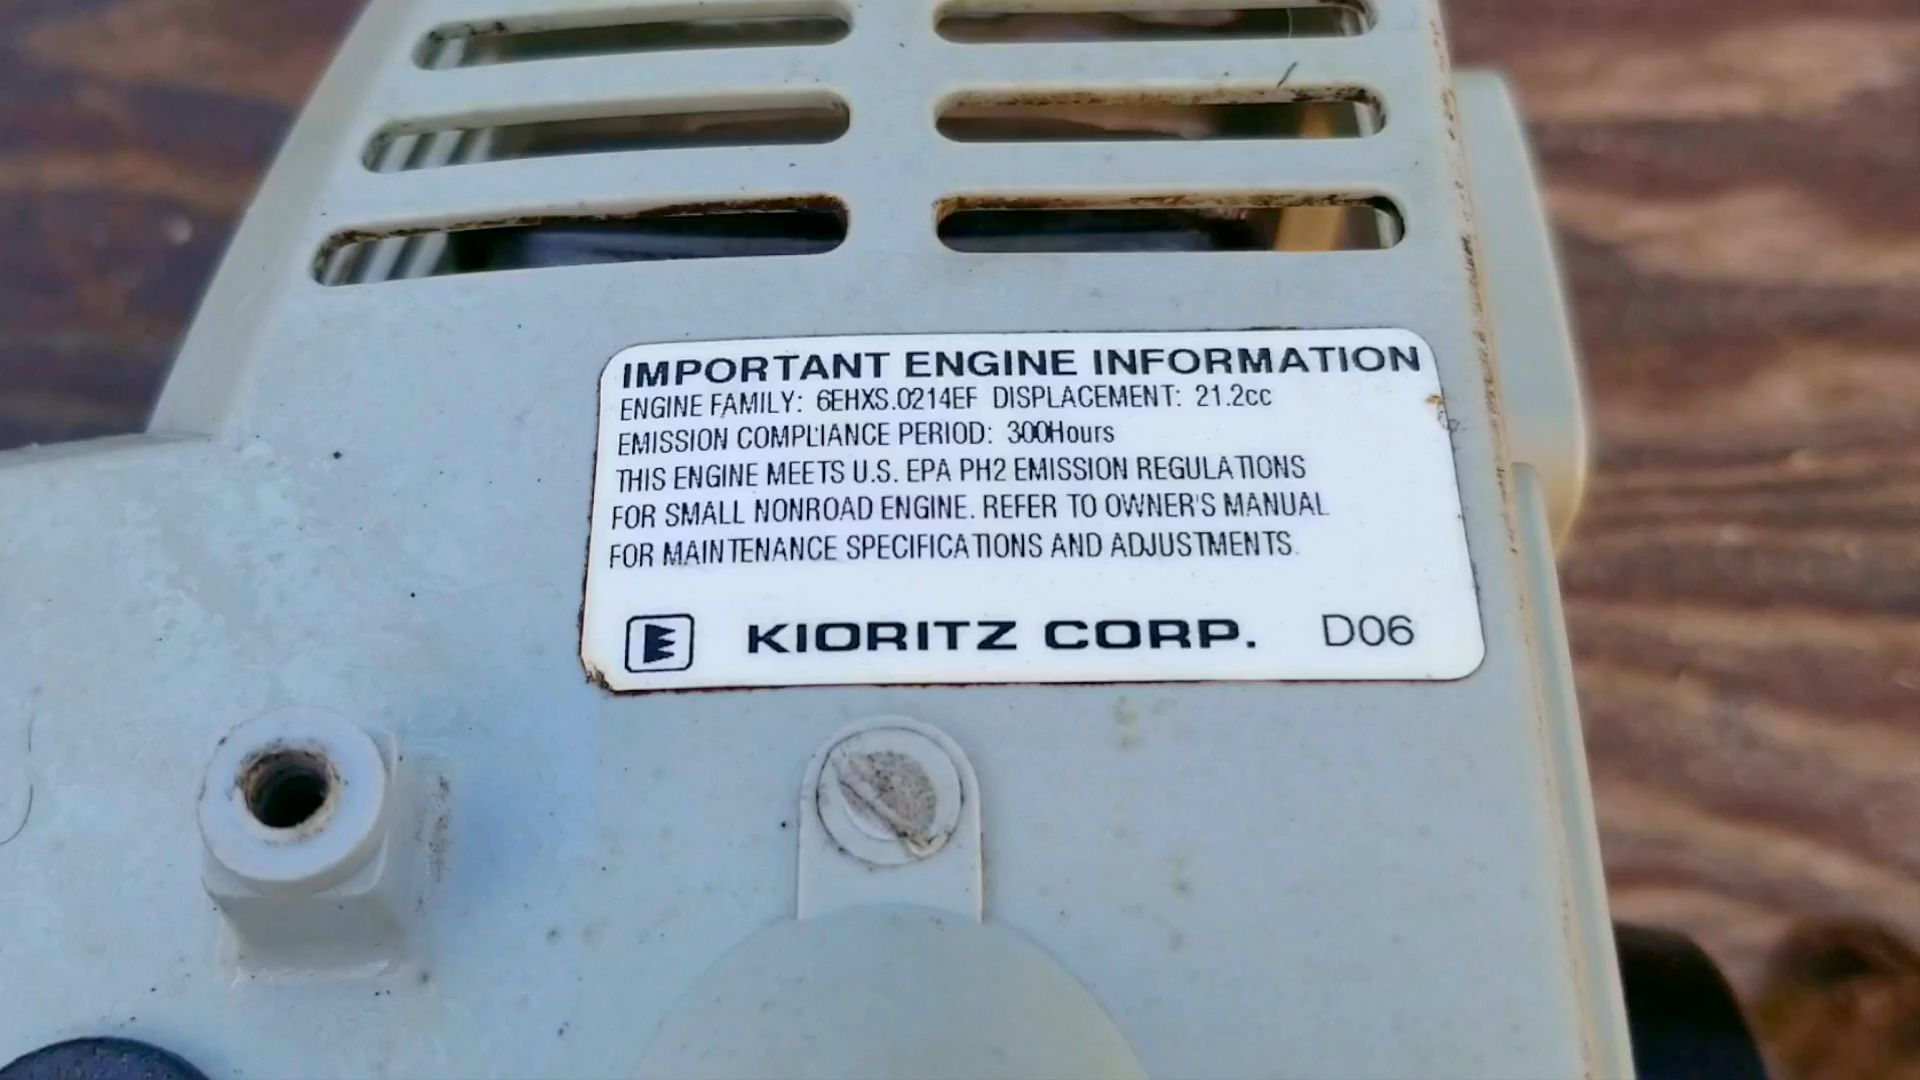 IMPORTANT ENGINE INFORMATION
ENGINE FAMILY: 6EHXS.0214EF DISPLACEMENT: 21.2cc
EMISSION COMPLIANCE PERIOD: 300Hours
THIS ENGINE MEETS U.S. EPA PH2 EMISSION REGULATIONS
FOR SMALL NONROAD ENGINE. REFER TO OWNER'S MANUAL
FOR MAINTENANCE SPECIFICATIONS AND ADJUSTMENTS.
E KIORITZ CORP. D06